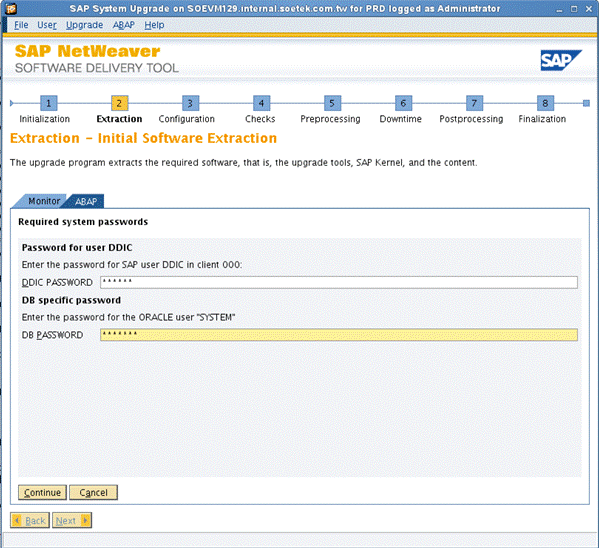 SAP System Upgrade on SOEVM129.internal.soetek.com.tw for PRD logged as Administrator
File User Upgrade ABAP Help
SAP NetWeaver
SOFTWARE DELIVERY TOOL
SAP
1 2 3 4 5 6 7 8
Initialization Extraction Configuration Checks Preprocessing Downtime Postprocessing Finalization
Extraction - Initial Software Extraction
The upgrade program extracts the required software, that is, the upgrade tools, SAP Kernel, and the content.
Monitor ABAP
Required system passwords
Password for user DDIC
Enter the password for SAP user DDIC in client 000:
DDIC PASSWORD ******
DB specific password
Enter the password for the ORACLE user "SYSTEM"
DB PASSWORD *******
Continue Cancel
Back Next